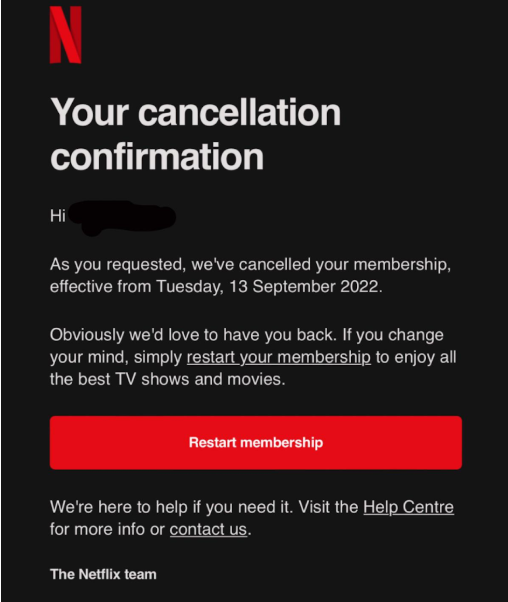 N
Your cancellation
confirmation
Hi
As you requested, we've cancelled your membership,
effective from Tuesday, 13 September 2022.
Obviously we'd love to have you back. If you change
your mind, simply restart your membership to enjoy all
the best TV shows and movies.
Restart membership
We're here to help if you need it. Visit the Help Centre
for more info or contact us.
The Netflix team